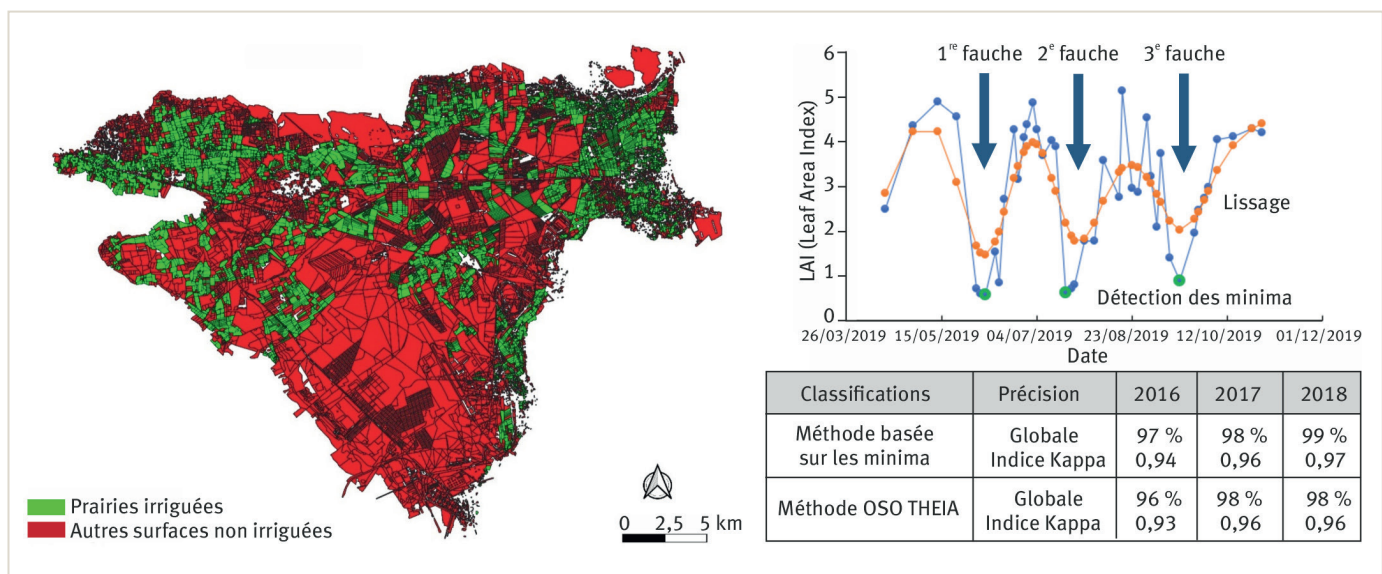 Prairies irriguées
Autres surfaces non irriguées
0 2,5 5 km
1re fauche 2e fauche 3e fauche
LAI (Leaf Area Index)
6
5
4
3
2
1
0
Lissage
Détection des minima
26/03/2019 15/05/2019 04/07/2019 23/08/2019 12/10/2019 01/12/2019
Date
Classifications Précision 2016 2017 2018
Méthode basée Globale 97 % 98 % 99 %
sur les minima Indice Kappa 0,94 0,96 0,97
Méthode OSO THEIA Globale 96 % 98 % 98 %
Indice Kappa 0,93 0,96 0,96